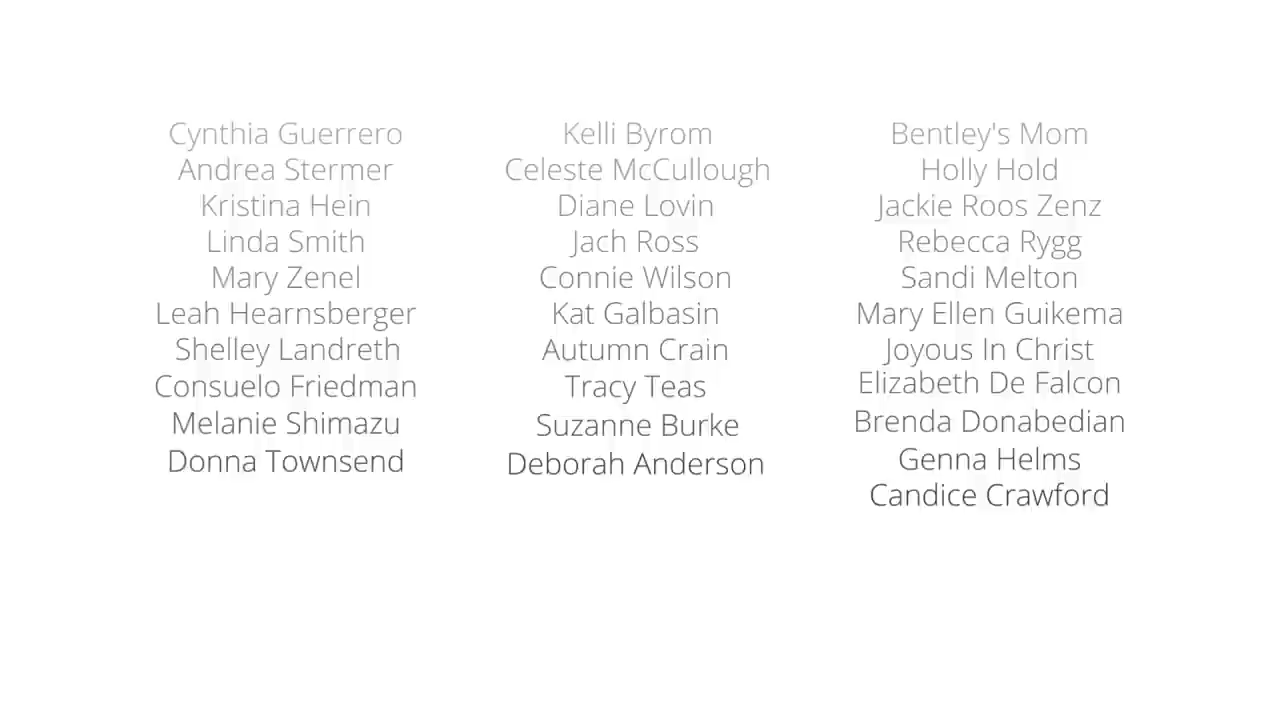 Cynthia Guerrero
Andrea Stermer
Kristina Hein
Linda Smith
Mary Zenel
Leah Hearnsberger
Shelley Landreth
Consuelo Friedman
Melanie Shimazu
Donna Townsend
Kelli Byrom
Celeste McCullough
Diane Lovin
Jach Ross
Connie Wilson
Kat Galbasin
Autumn Crain
Tracy Teas
Suzanne Burke
Deborah Anderson
Bentley's Mom
Holly Hold
Jackie Roos Zenz
Rebecca Rygg
Sandi Melton
Mary Ellen Guikema
Joyous In Christ
Elizabeth De Falcon
Brenda Donabedian
Genna Helms
Candice Crawford